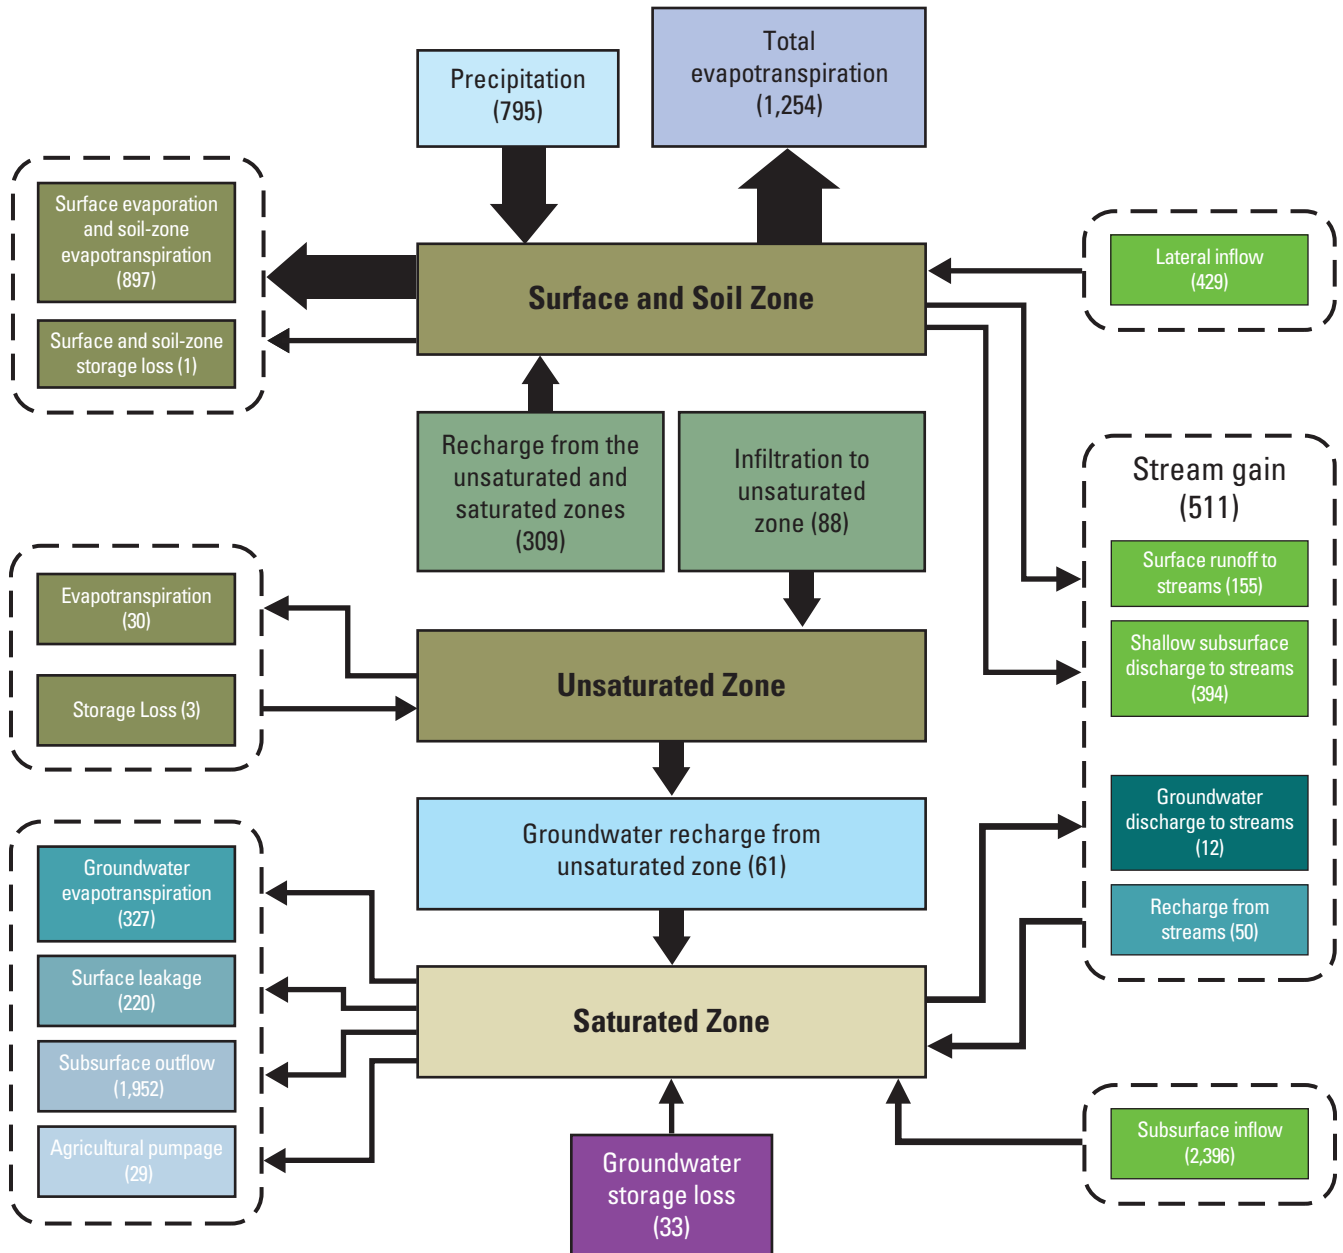 Precipitation
(795)
Total
evapotranspiration
(1,254)
Surface evaporation
and soil-zone
evapotranspiration
(897)
Surface and soil-zone
storage loss (1)
Surface and Soil Zone
Lateral inflow
(429)
Recharge from the
unsaturated and
saturated zones
(309)
Infiltration to
unsaturated
zone (88)
Stream gain
(511)
Surface runoff to
streams (155)
Shallow subsurface
discharge to streams
(394)
Groundwater
discharge to streams
(12)
Recharge from
streams (50)
Evapotranspiration
(30)
Storage Loss (3)
Unsaturated Zone
Groundwater recharge from
unsaturated zone (61)
Groundwater
evapotranspiration
(327)
Surface leakage
(220)
Subsurface outflow
(1,952)
Agricultural pumpage
(29)
Saturated Zone
Groundwater
storage loss
(33)
Subsurface inflow
(2,396)